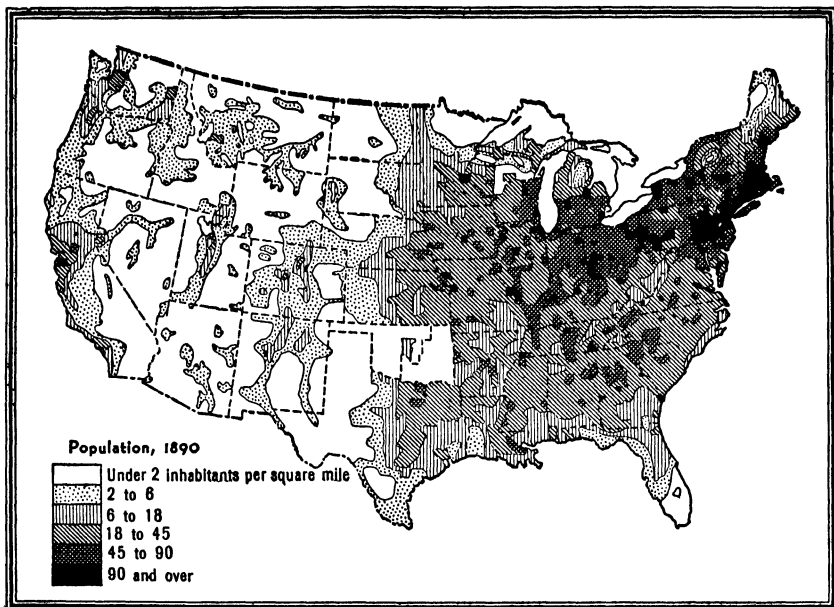 Population, 1890
Under 2 inhabitants per square mile
2 to 6
6 to 18
18 to 45
45 to 90
90 and over